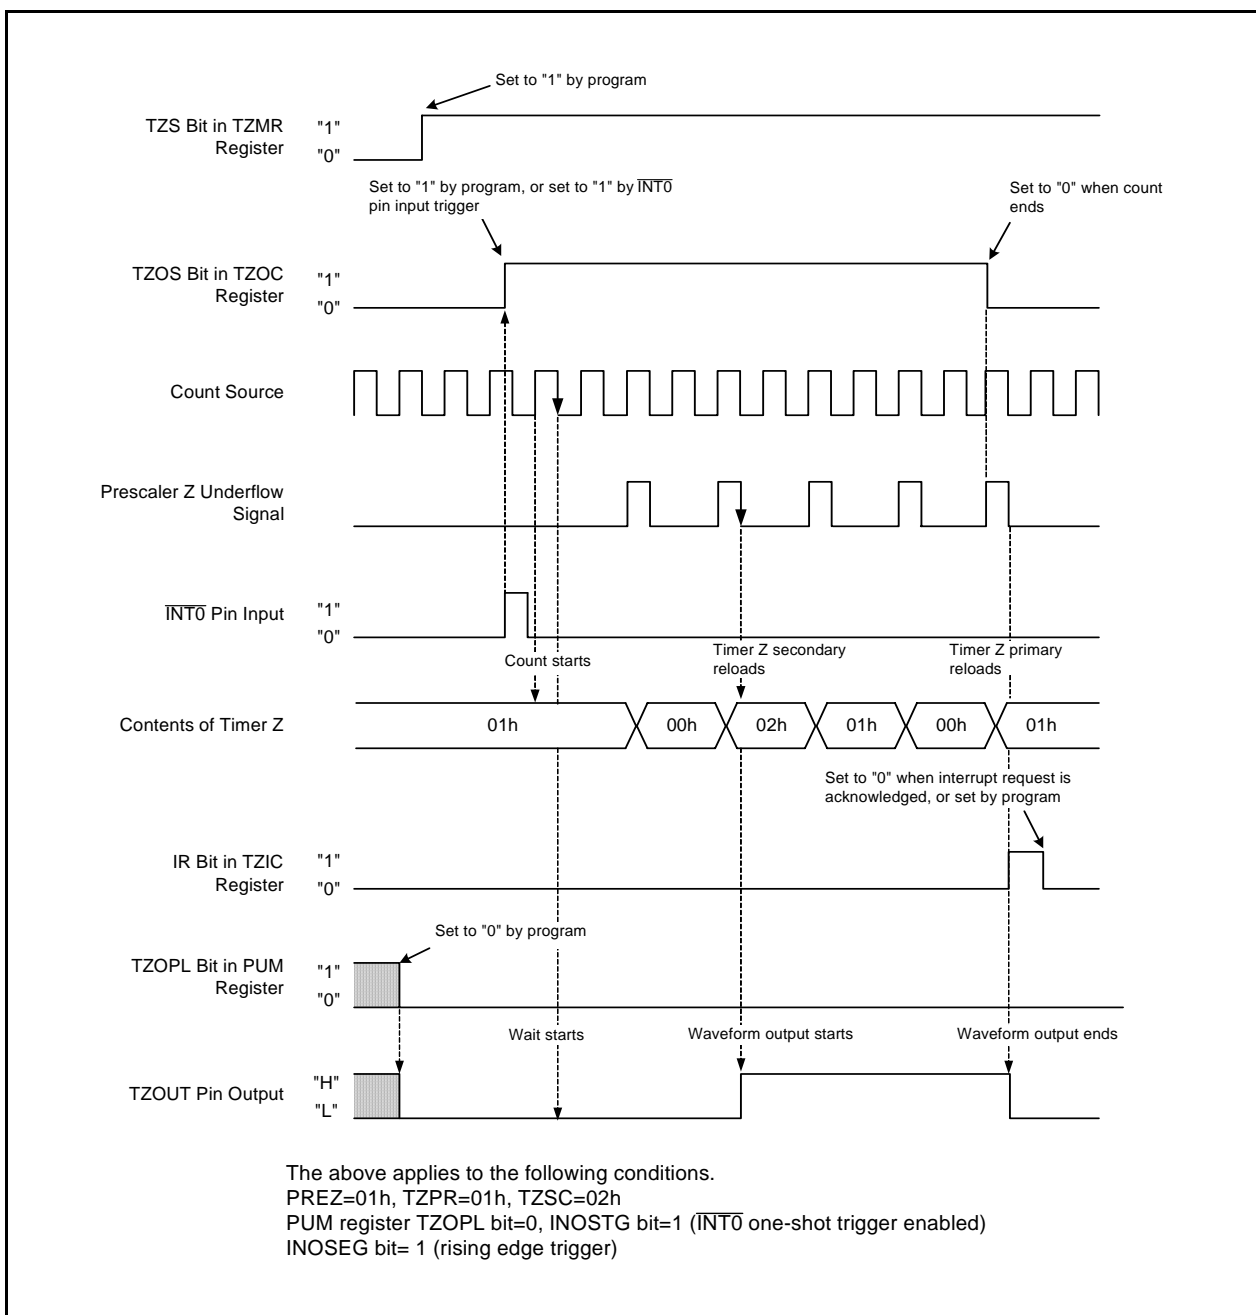 Set to "1" by program
TZS Bit in TZMR
Register
"1"
"0"
Set to "1" by program, or set to "1" by INT0
pin input trigger
Set to "0" when count
ends
TZOS Bit in TZOC
Register
"1"
"0"
Count Source
Prescaler Z Underflow
Signal
INT0 Pin Input
"1"
"0"
Count starts
Timer Z secondary
reloads
Timer Z primary
reloads
Contents of Timer Z
01h
00h
02h
01h
00h
01h
Set to "0" when interrupt request is
acknowledged, or set by program
IR Bit in TZIC
Register
"1"
"0"
Set to "0" by program
TZOPL Bit in PUM
Register
"1"
"0"
Wait starts
Waveform output starts
Waveform output ends
TZOUT Pin Output
"H"
"L"
The above applies to the following conditions.
PREZ=01h, TZPR=01h, TZSC=02h
PUM register TZOPL bit=0, INOSTG bit=1 (INT0 one-shot trigger enabled)
INOSEG bit= 1 (rising edge trigger)